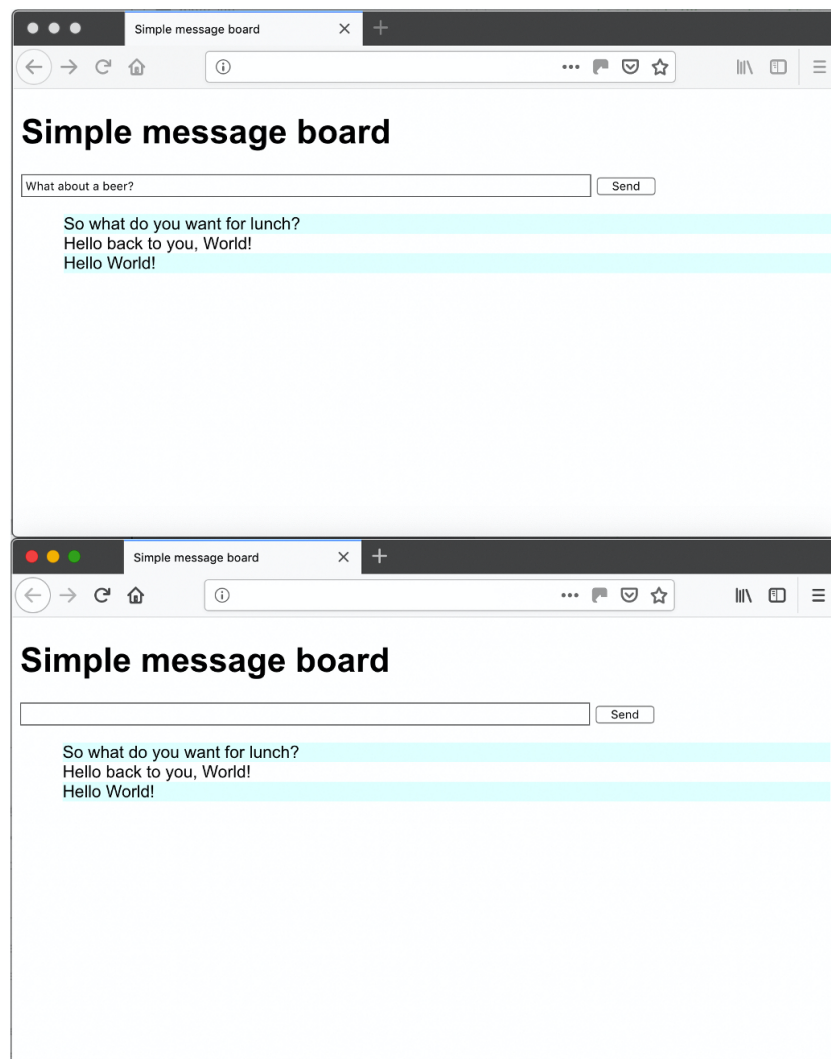 Simple message board
Simple message board
What about a beer? Send
So what do you want for lunch?
Hello back to you, World!
Hello World!
Simple message board
Simple message board
Send
So what do you want for lunch?
Hello back to you, World!
Hello World!